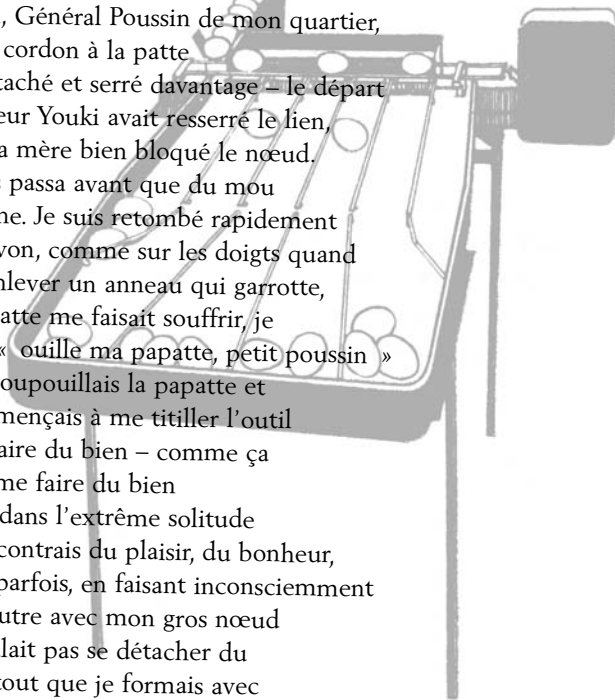 , Général Poussin de mon quartier,
cordon à la patte
taché et serré davantage – le départ
eur Youki avait resserré le lien,
a mère bien bloqué le nœud.
passa avant que du mou
ne. Je suis retombé rapidement
von, comme sur les doigts quand
nlever un anneau qui garrotte,
atte me faisait souffrir, je
« ouille ma papatte, petit poussin »
oupouillais la papatte et
mençais à me titiller l’outil
aire du bien – comme ça
me faire du bien
dans l’extrême solitude
contrais du plaisir, du bonheur,
parfois, en faisant inconsciemment
utre avec mon gros nœud
lait pas se détacher du
tout que je formais avec